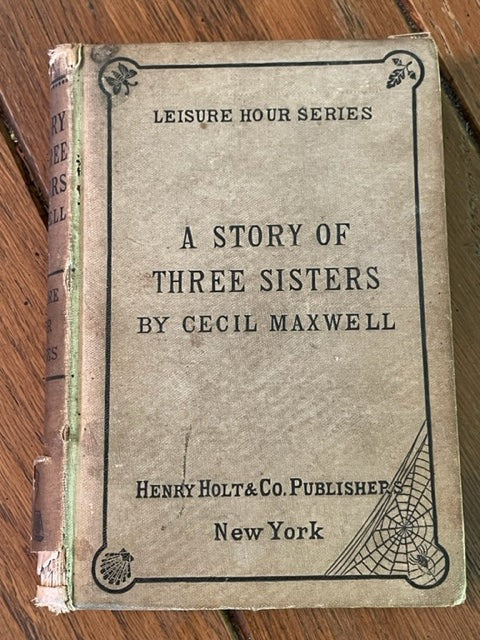 LEISURE HOUR SERIES
A STORY OF
THREE SISTERS
BY CECIL MAXWELL
HENRY HOLT & CO. PUBLISHERS
New York